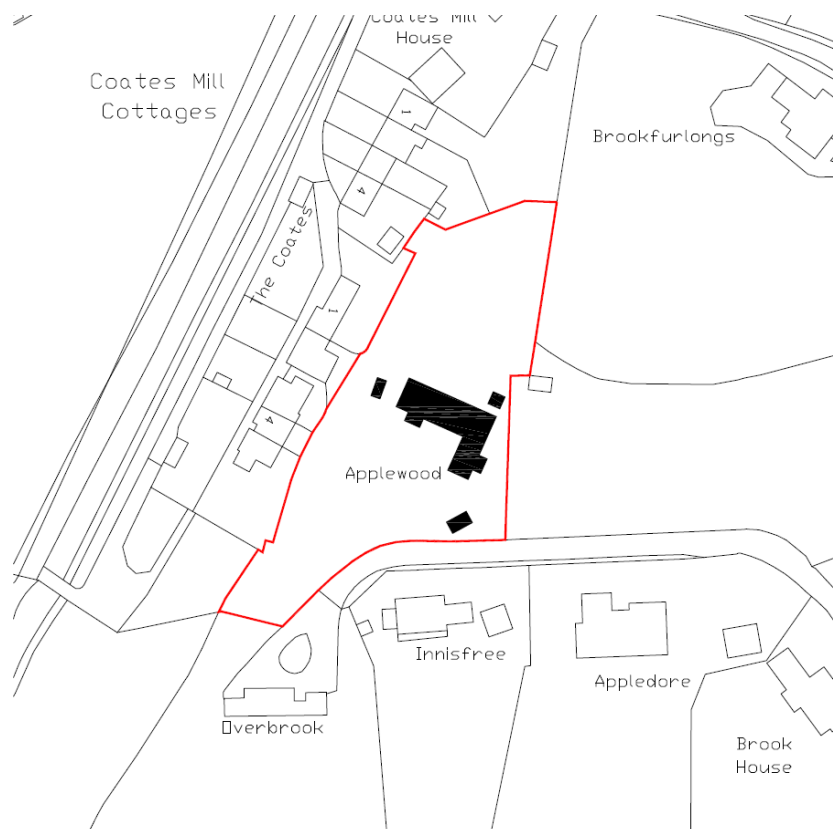 Coates Mill
House
Coates Mill
Cottages
1
Brookfurlongs
4
The Coates
1
4
Applewood
Innisfree
Appledore
Overbrook
Brook
House